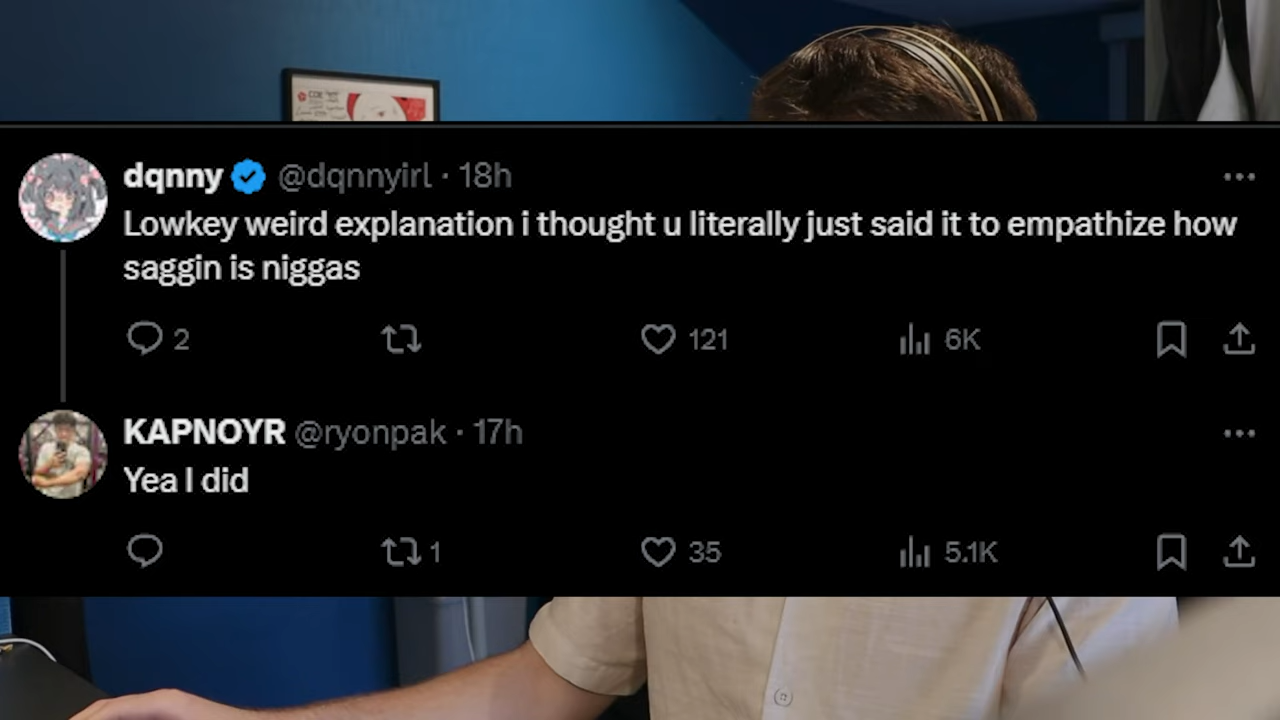 dqnny @dqnnyirl · 18h
Lowkey weird explanation i thought u literally just said it to empathize how
saggin is niggas
2 121 6K
KAPNOYR @ryonpak · 17h
Yea I did
1 35 5.1K